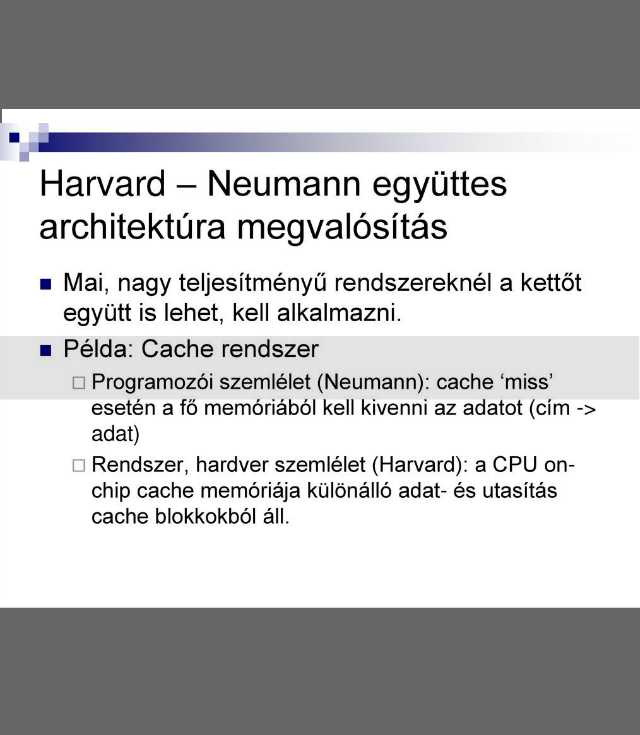 Harvard – Neumann együttes
architektúra megvalósítás
Mai, nagy teljesítményű rendszereknél a kettőt
együtt is lehet, kell alkalmazni.
Példa: Cache rendszer
Programozói szemlélet (Neumann): cache ‘miss’
esetén a fő memóriából kell kivenni az adatot (cím ->
adat)
Rendszer, hardver szemlélet (Harvard): a CPU on-
chip cache memóriája különálló adat- és utasítás
cache blokkokból áll.